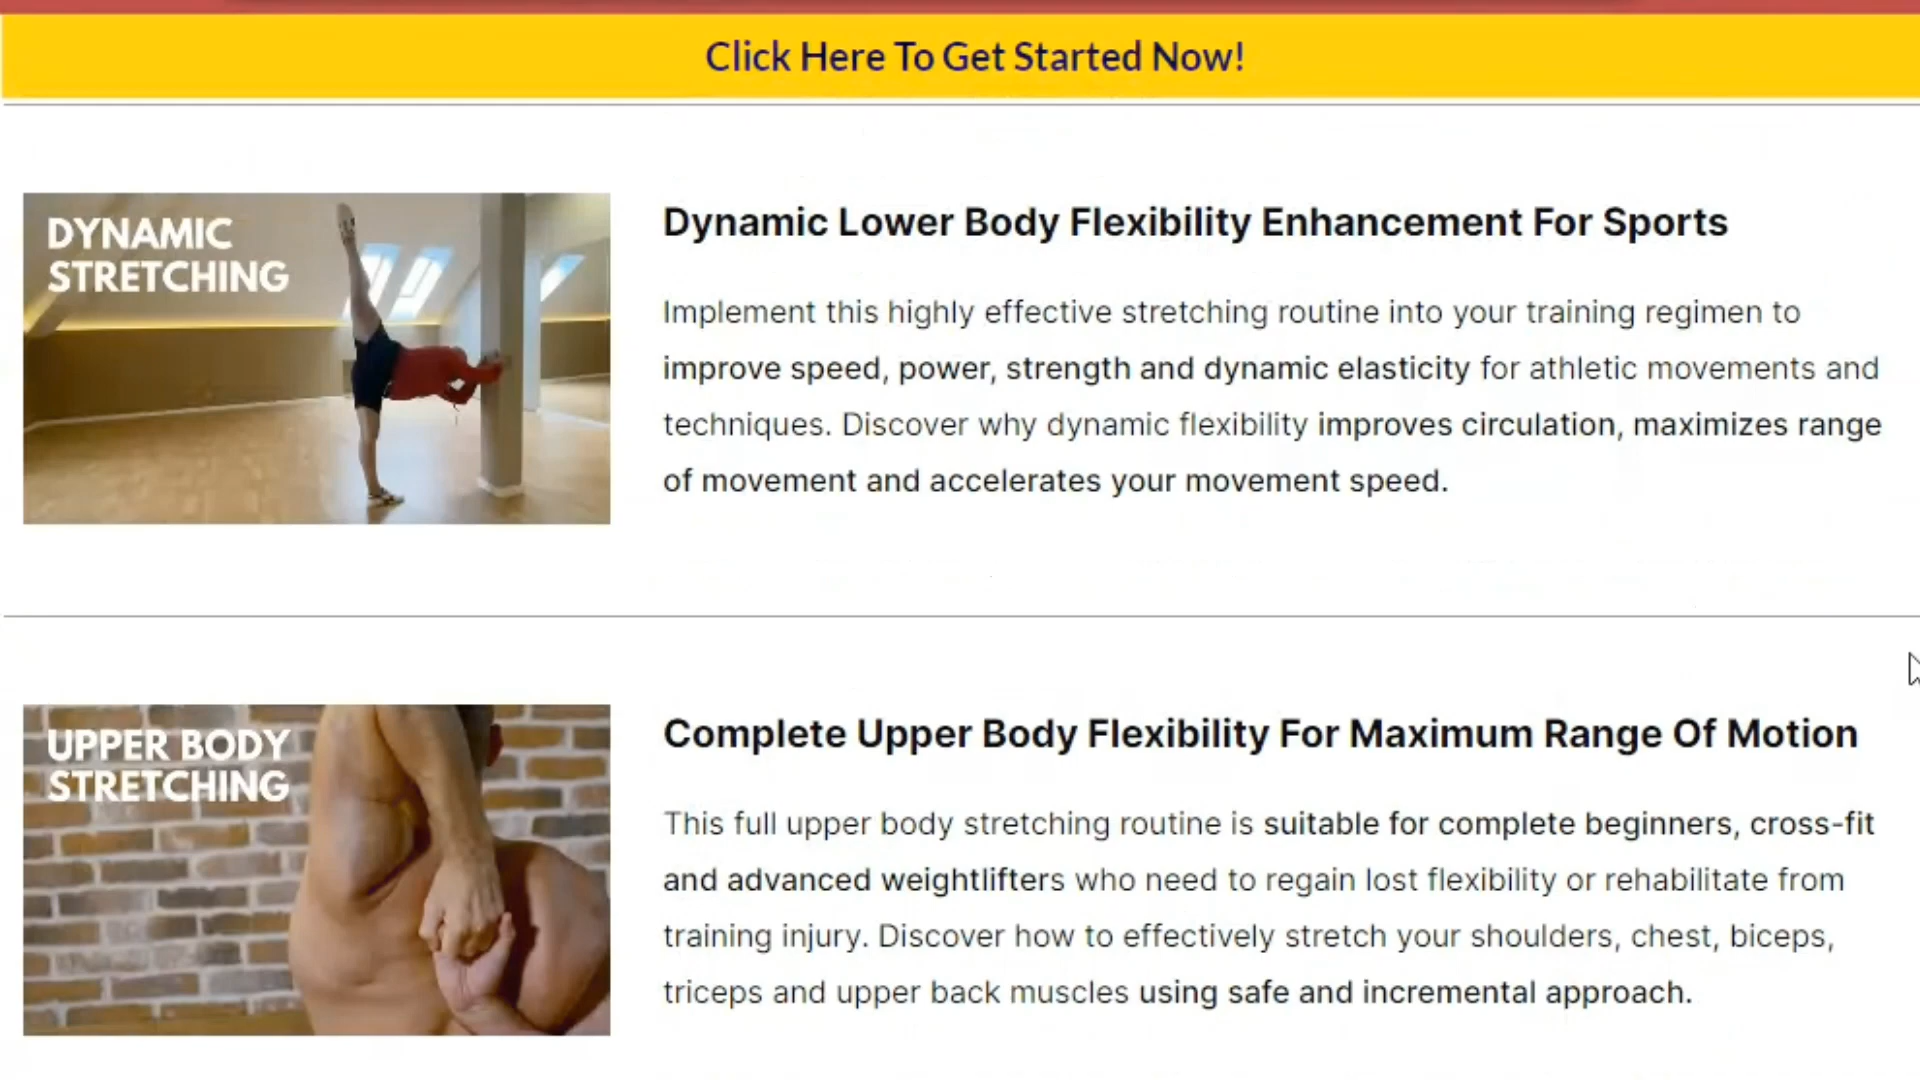 Click Here To Get Started Now!
DYNAMIC
STRETCHING
Dynamic Lower Body Flexibility Enhancement For Sports
Implement this highly effective stretching routine into your training regimen to
improve speed, power, strength and dynamic elasticity for athletic movements and
techniques. Discover why dynamic flexibility improves circulation, maximizes range
of movement and accelerates your movement speed.
UPPER BODY
STRETCHING
Complete Upper Body Flexibility For Maximum Range Of Motion
This full upper body stretching routine is suitable for complete beginners, cross-fit
and advanced weightlifters who need to regain lost flexibility or rehabilitate from
training injury. Discover how to effectively stretch your shoulders, chest, biceps,
triceps and upper back muscles using safe and incremental approach.